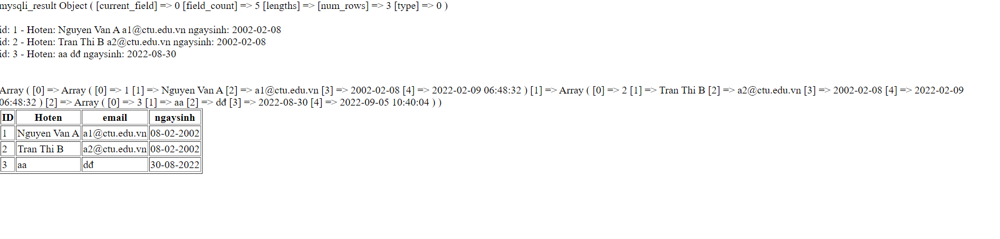 mysqli_result Object ( [current_field] => 0 [field_count] => 5 [lengths] => [num_rows] => 3 [type] => 0 )
id: 1 - Hoten: Nguyen Van A a1@ctu.edu.vn ngaysinh: 2002-02-08
id: 2 - Hoten: Tran Thi B a2@ctu.edu.vn ngaysinh: 2002-02-08
id: 3 - Hoten: aa dđ ngaysinh: 2022-08-30
Array ( [0] => Array ( [0] => 1 [1] => Nguyen Van A [2] => a1@ctu.edu.vn [3] => 2002-02-08 [4] => 2022-02-09 06:48:32 ) [1] => Array ( [0] => 2 [1] => Tran Thi B [2] => a2@ctu.edu.vn [3] => 2002-02-08 [4] => 2022-02-09
06:48:32 ) [2] => Array ( [0] => 3 [1] => aa [2] => dđ [3] => 2022-08-30 [4] => 2022-09-05 10:40:04 ) )
ID Hoten email ngaysinh
1 Nguyen Van A a1@ctu.edu.vn 08-02-2002
2 Tran Thi B a2@ctu.edu.vn 08-02-2002
3 aa dđ 30-08-2022